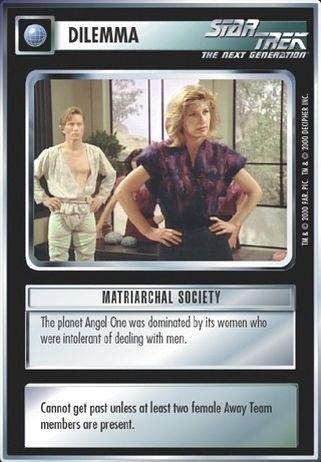 DILEMMA
STAR TREK
THE NEXT GENERATION
TM & © 2000 PAR. PIC. TM & © 2000 DECIPHER INC.
MATRIARCHAL SOCIETY
The planet Angel One was dominated by its women who
were intolerant of dealing with men.
Cannot get past unless at least two female Away Team
members are present.